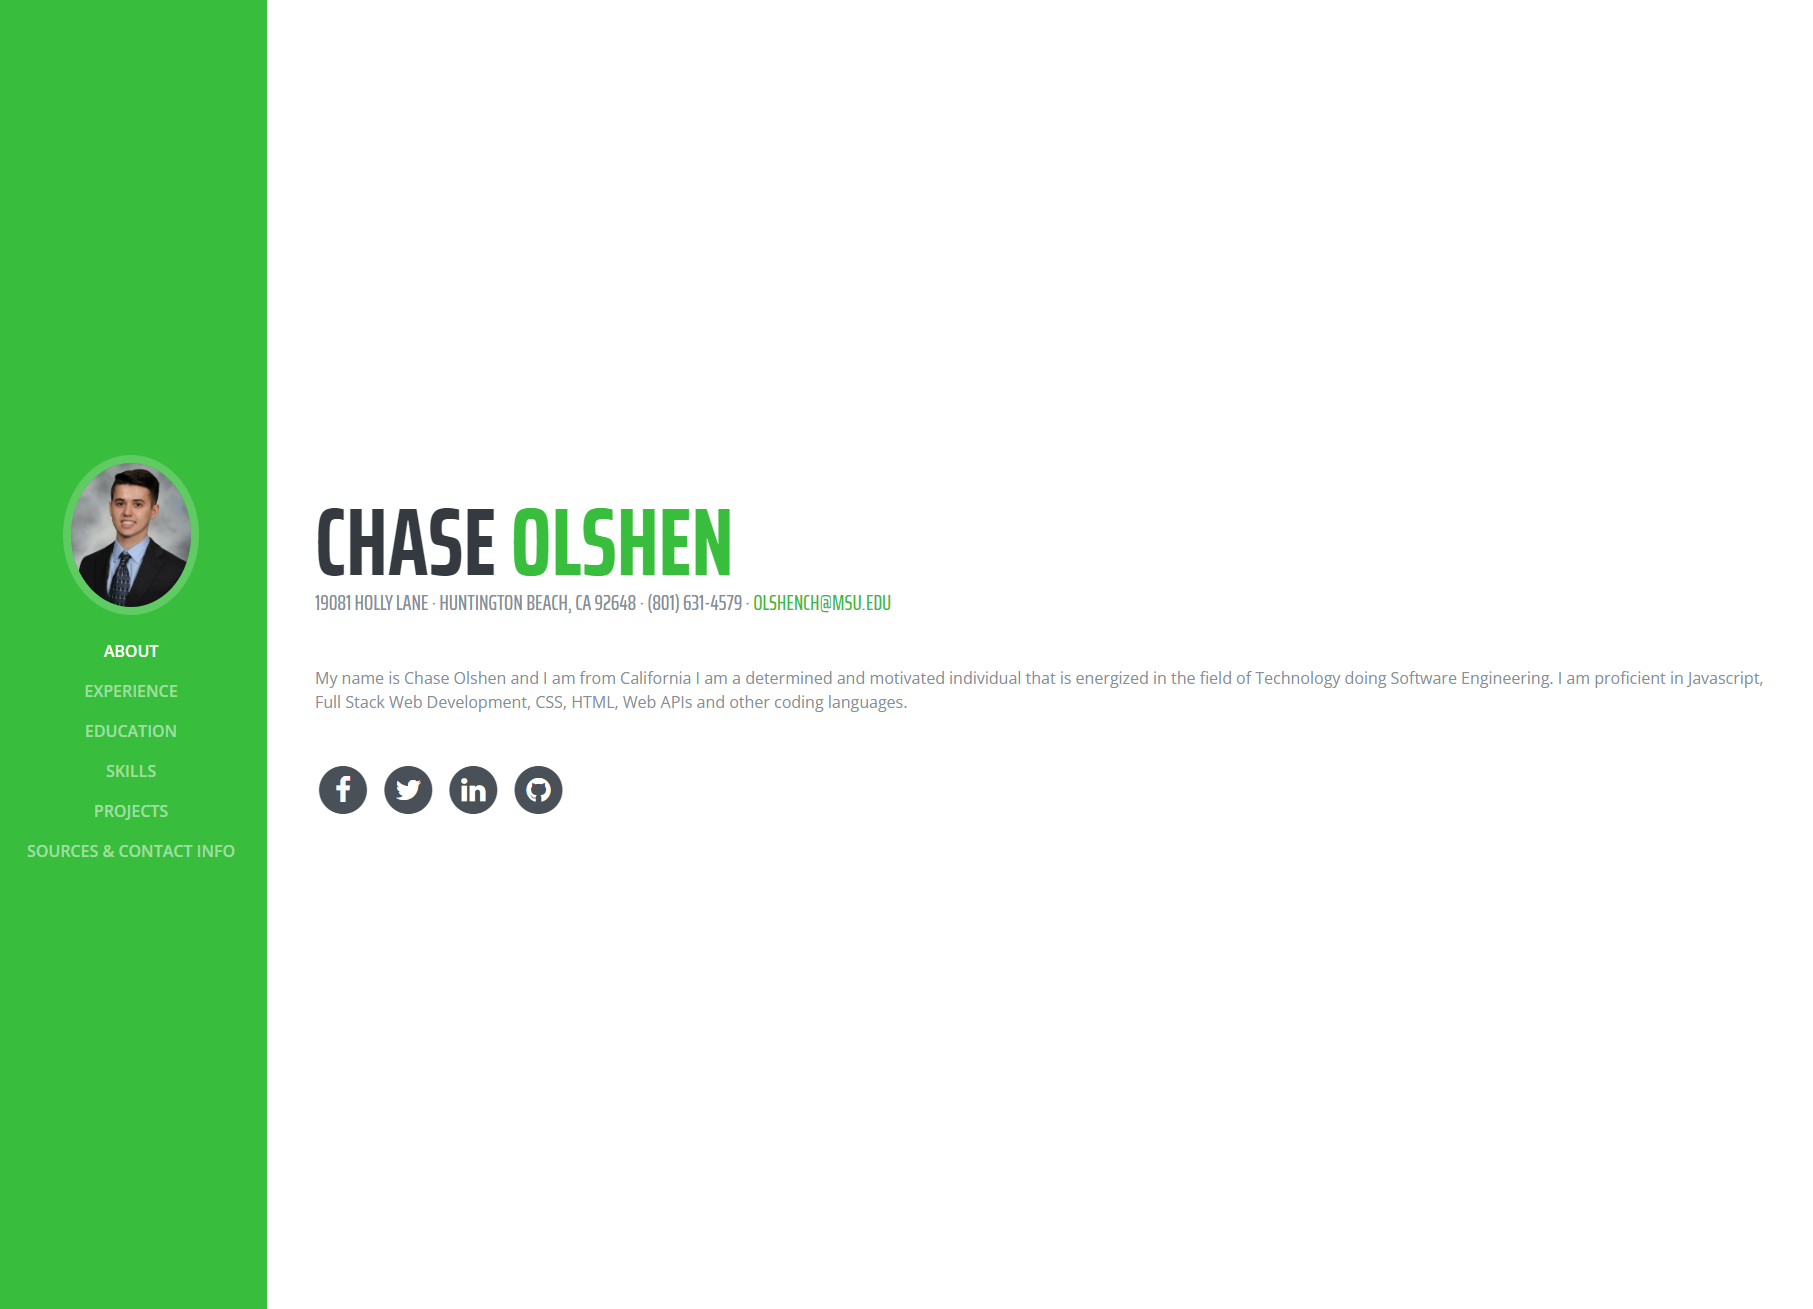 ABOUT
EXPERIENCE
EDUCATION
SKILLS
PROJECTS
SOURCES & CONTACT INFO
CHASE OLSHEN
19081 HOLLY LANE · HUNTINGTON BEACH, CA 92648 · (801) 631-4579 · OLSHENCH@MSU.EDU
My name is Chase Olshen and I am from California I am a determined and motivated individual that is energized in the field of Technology doing Software Engineering. I am proficient in Javascript,
Full Stack Web Development, CSS, HTML, Web APIs and other coding languages.